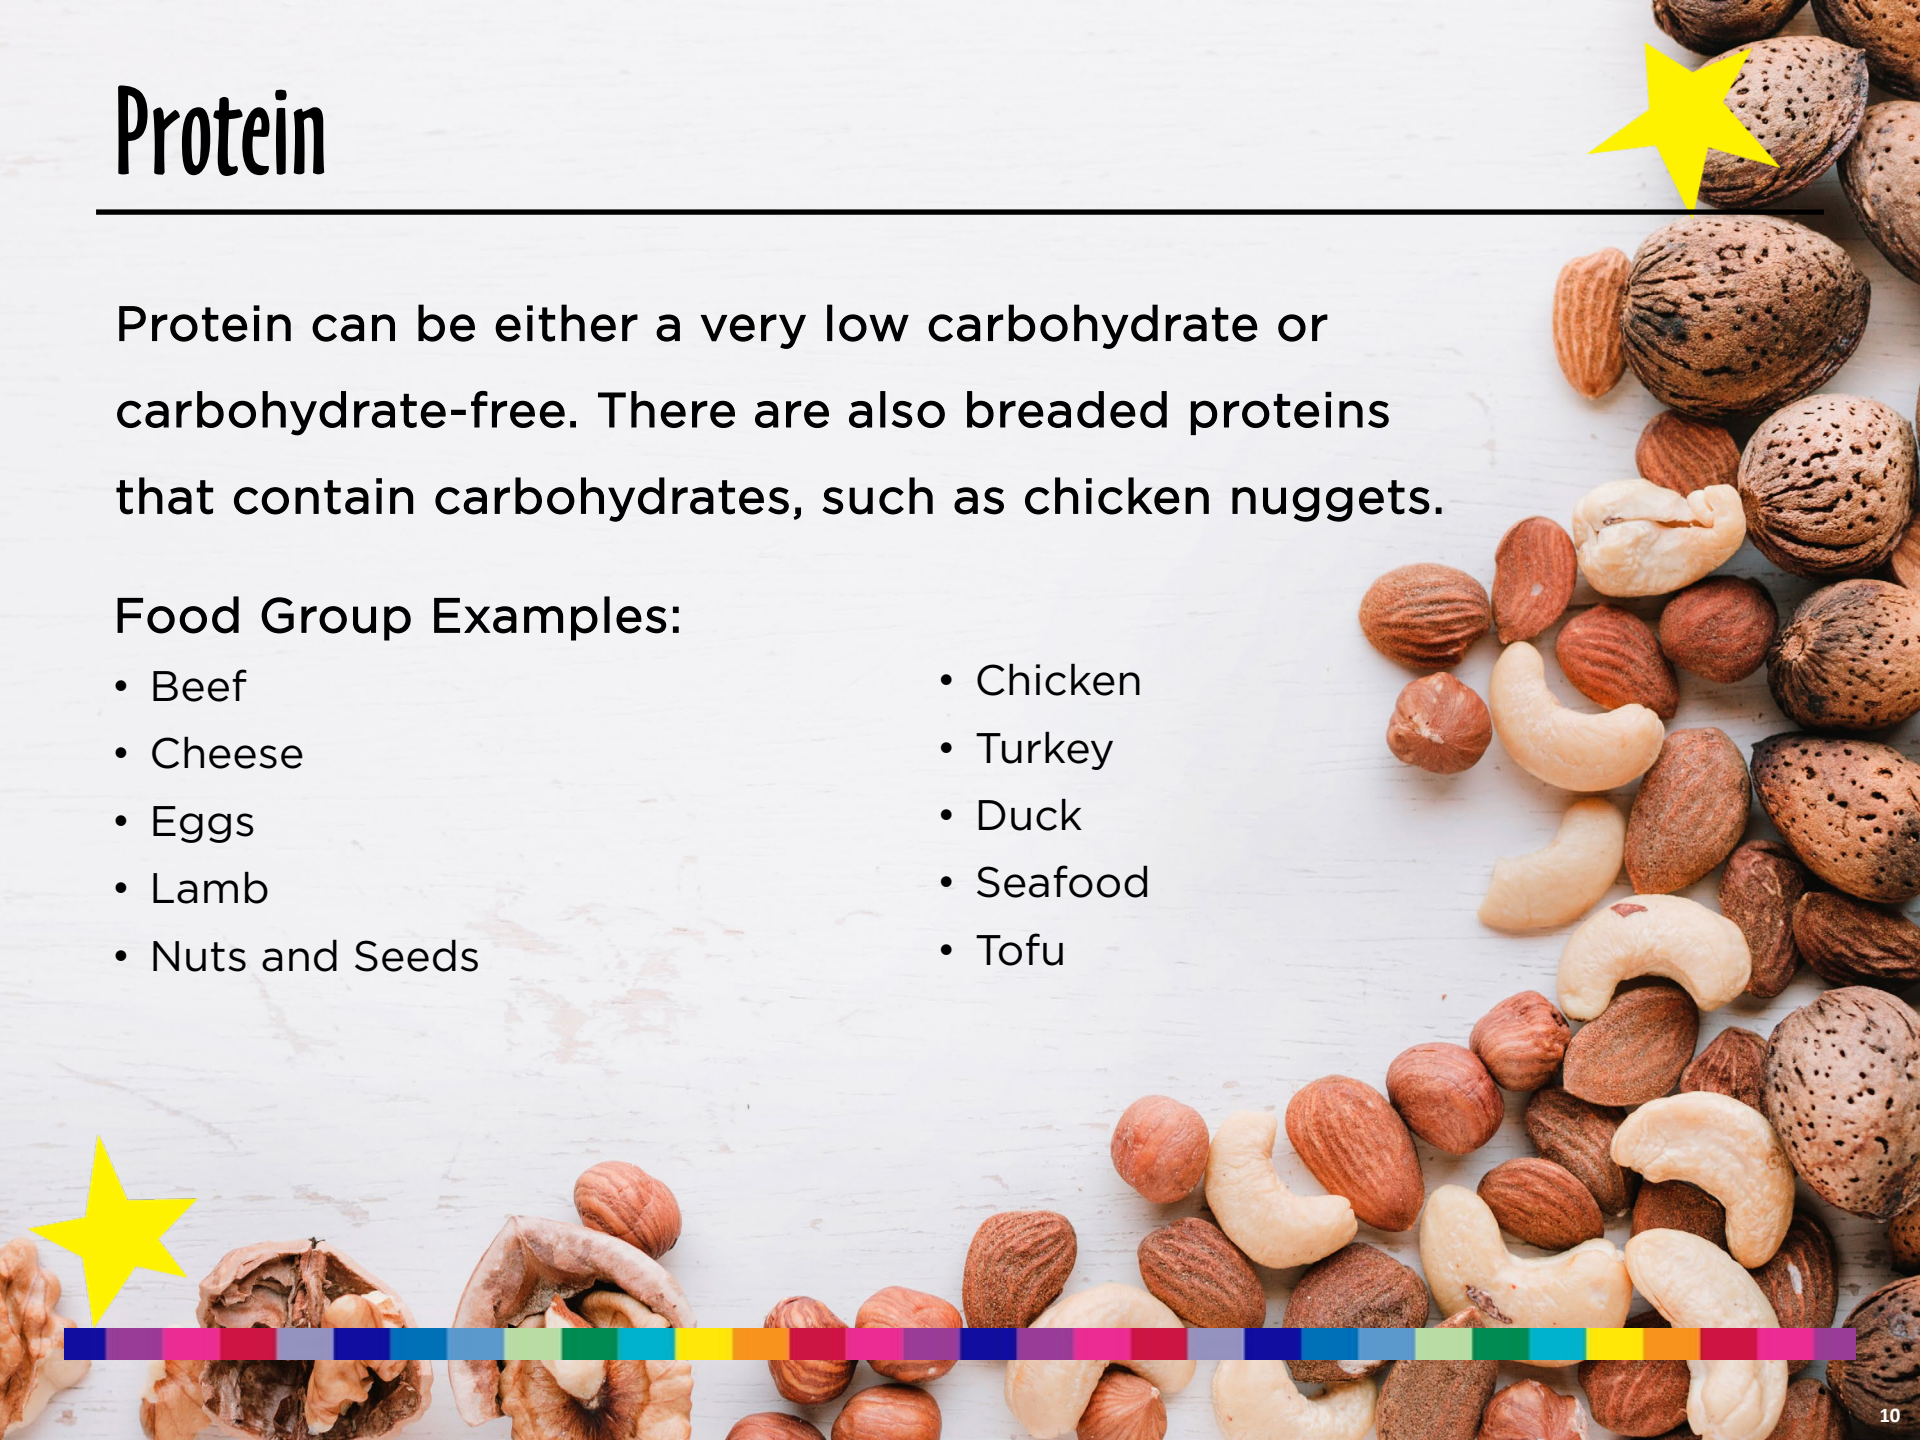 Protein
Protein can be either a very low carbohydrate or
carbohydrate-free. There are also breaded proteins
that contain carbohydrates, such as chicken nuggets.
Food Group Examples:
• Beef
• Cheese
• Eggs
• Lamb
• Nuts and Seeds
• Chicken
• Turkey
• Duck
• Seafood
• Tofu
10